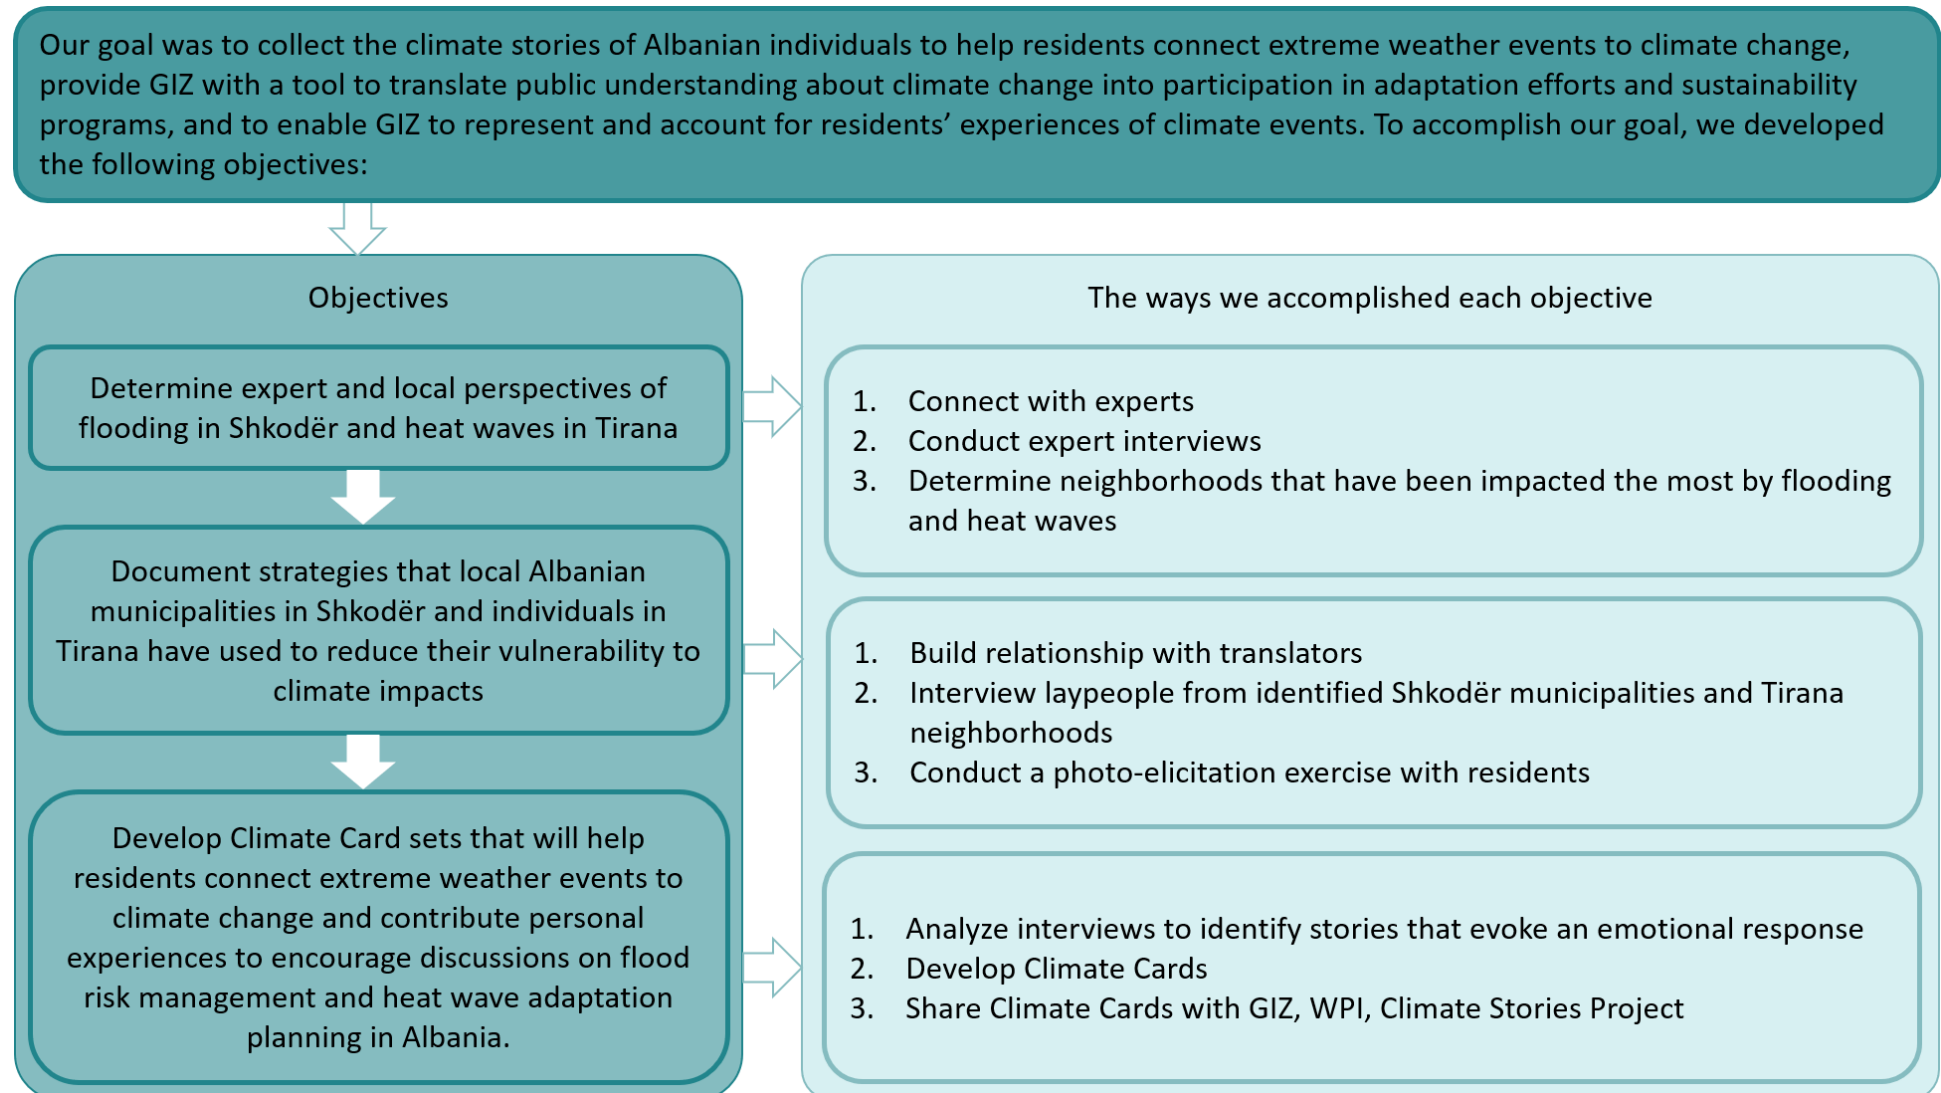 Our goal was to collect the climate stories of Albanian individuals to help residents connect extreme weather events to climate change,
provide GIZ with a tool to translate public understanding about climate change into participation in adaptation efforts and sustainability
programs, and to enable GIZ to represent and account for residents’ experiences of climate events. To accomplish our goal, we developed
the following objectives:
Objectives
Determine expert and local perspectives of
flooding in Shkodër and heat waves in Tirana
Document strategies that local Albanian
municipalities in Shkodër and individuals in
Tirana have used to reduce their vulnerability to
climate impacts
Develop Climate Card sets that will help
residents connect extreme weather events to
climate change and contribute personal
experiences to encourage discussions on flood
risk management and heat wave adaptation
planning in Albania.
The ways we accomplished each objective
1. Connect with experts
2. Conduct expert interviews
3. Determine neighborhoods that have been impacted the most by flooding
and heat waves
1. Build relationship with translators
2. Interview laypeople from identified Shkodër municipalities and Tirana
neighborhoods
3. Conduct a photo-elicitation exercise with residents
1. Analyze interviews to identify stories that evoke an emotional response
2. Develop Climate Cards
3. Share Climate Cards with GIZ, WPI, Climate Stories Project